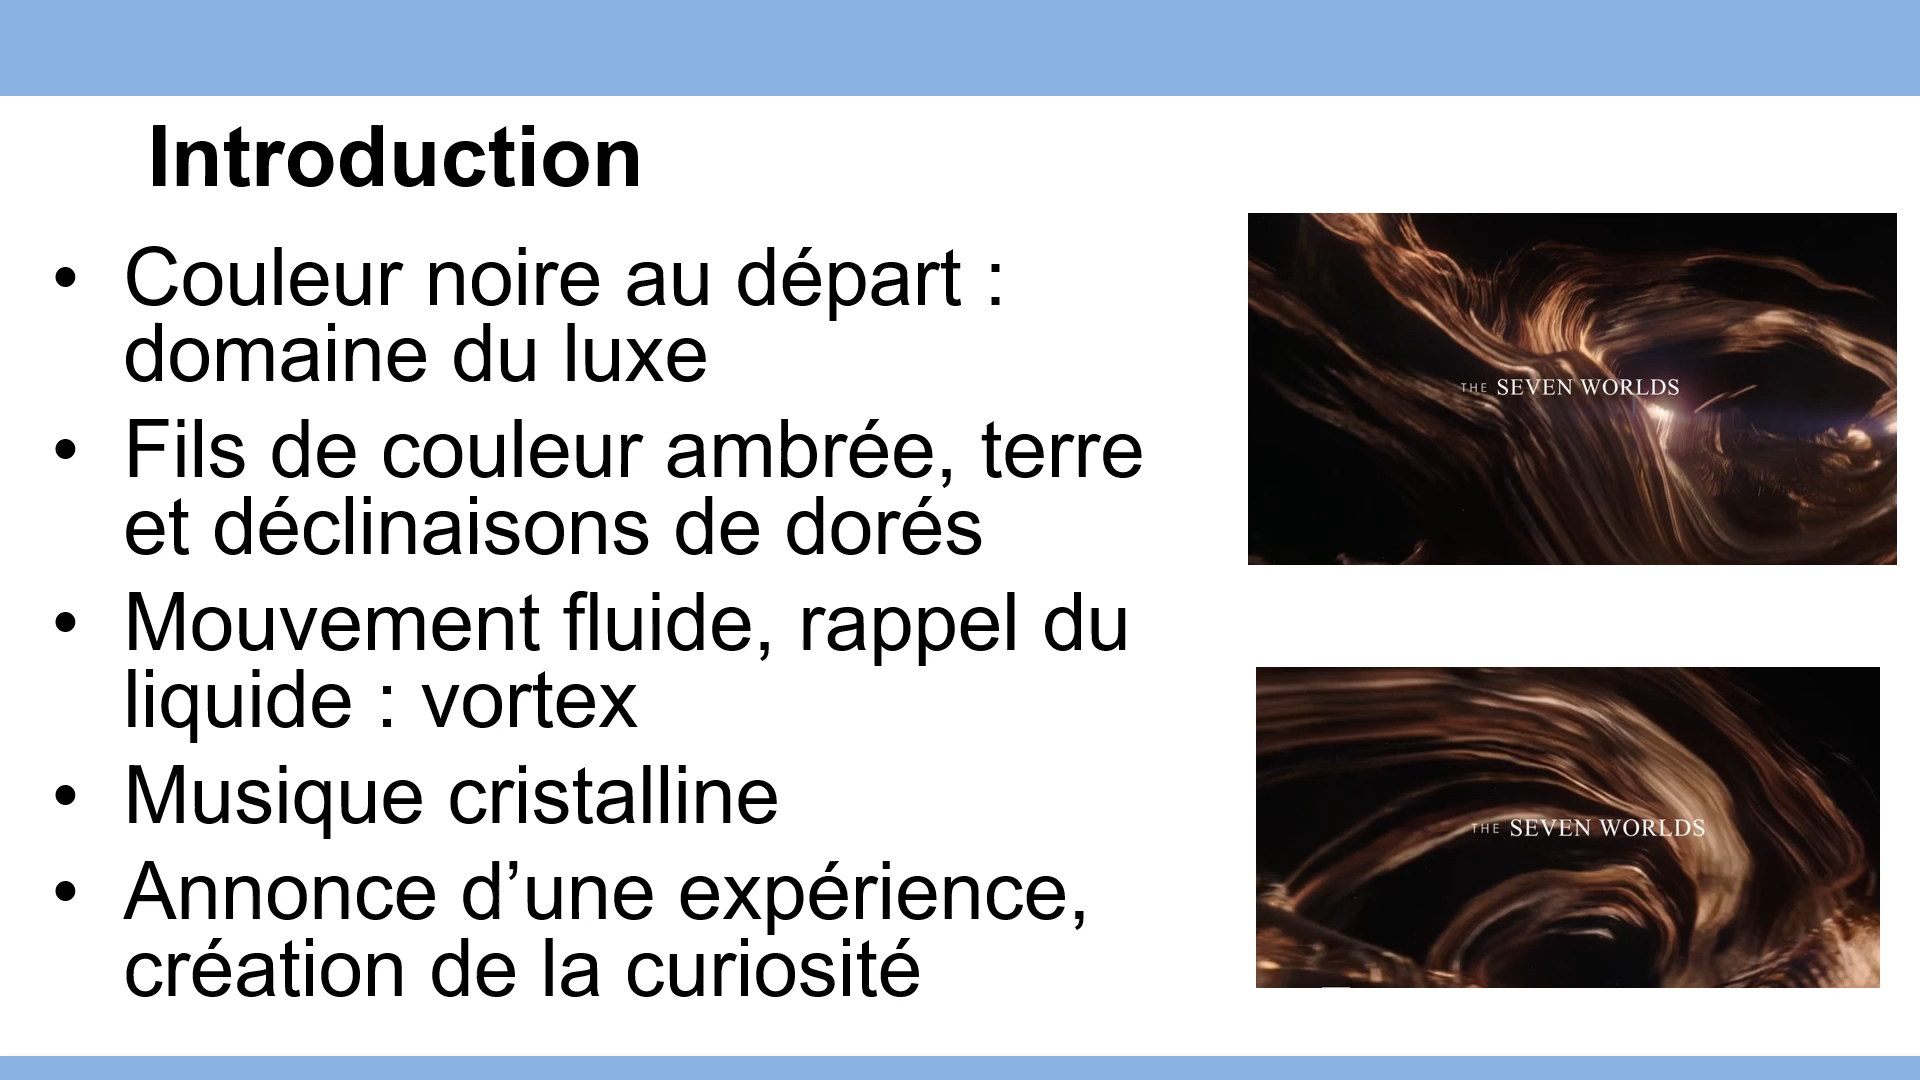 Introduction
• Couleur noire au départ :
domaine du luxe
• Fils de couleur ambrée, terre
et déclinaisons de dorés
• Mouvement fluide, rappel du
liquide : vortex
• Musique cristalline
• Annonce d’une expérience,
création de la curiosité
THE SEVEN WORLDS
THE SEVEN WORLDS